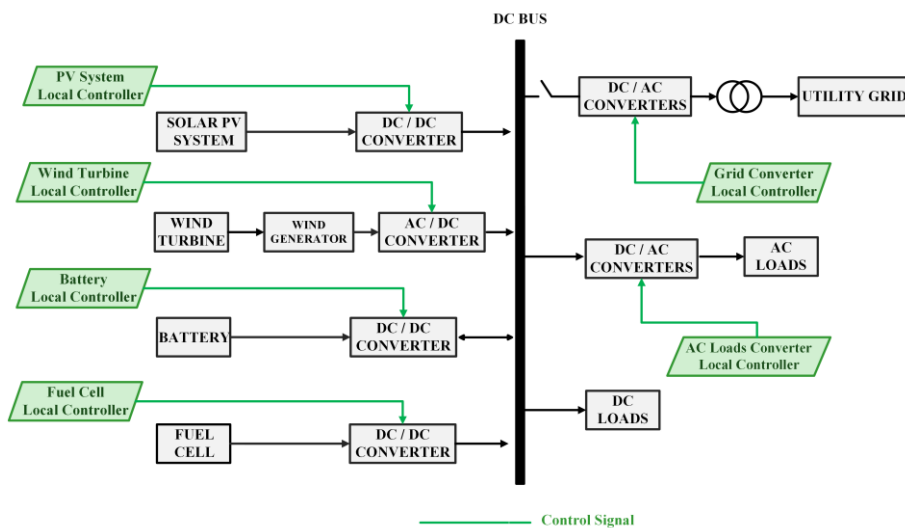 DC BUS
PV System
Local Controller
SOLAR PV
SYSTEM
DC / DC
CONVERTER
DC / AC
CONVERTERS
UTILITY GRID
Wind Turbine
Local Controller
Grid Converter
Local Controller
WIND
TURBINE
WIND
GENERATOR
AC / DC
CONVERTER
DC / AC
CONVERTERS
AC
LOADS
Battery
Local Controller
BATTERY
DC / DC
CONVERTER
AC Loads Converter
Local Controller
Fuel Cell
Local Controller
DC
LOADS
FUEL
CELL
DC / DC
CONVERTER
Control Signal